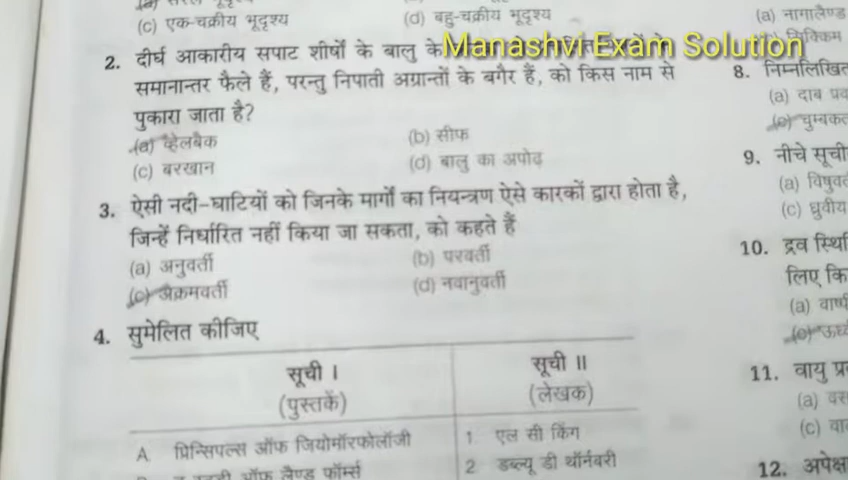 (c) एक-चक्रीय भूदृश्य
(d) बहु-चक्रीय भूदृश्य
2. दीर्घ आकारीय सपाट शीर्षों के बालु के
Manashvi Exam Solution
समानान्तर फैले हैं, परन्तु निपाती अग्रान्तों के बगैर हैं, को किस नाम से
पुकारा जाता है?
(a) व्हेलबैक
(b) सीफ
(c) बरखान
(d) बालु का अपोढ़
3. ऐसी नदी-घाटियों को जिनके मार्गों का नियन्त्रण ऐसे कारकों द्वारा होता है,
जिन्हें निर्धारित नहीं किया जा सकता, को कहते हैं
(a) अनुवर्ती
(b) परवर्ती
(c) अक्रमवर्ती
(d) नवानुवर्ती
4. सुमेलित कीजिए
सूची I
(पुस्तकें)
सूची II
(लेखक)
A. प्रिन्सिपल्स ऑफ जियोमॉरफोलॉजी
1. एल सी किंग
ऑफ लैण्ड फॉर्म्स
2 डब्ल्यू डी थॉर्नबरी
(a) नागालैण्ड
सिक्किम
8. निम्नलिखित
(a) दाब
9. नीचे सूची
(a)
(c) ध्रुवीय
10. द्रव
लिए
(a)
11. वायु
(a)
(c)
12.